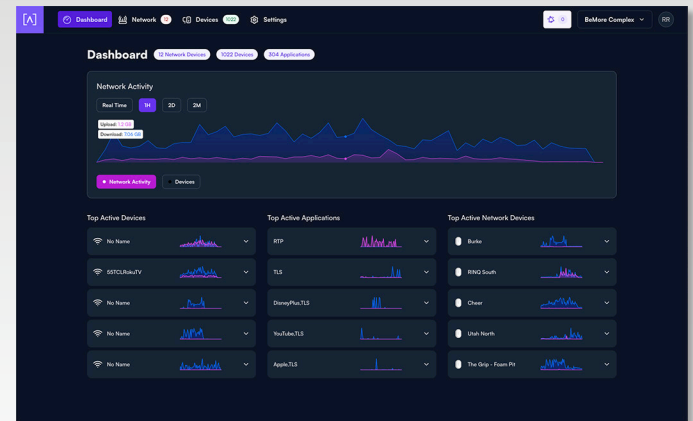 [Λ] Dashboard Network 12 Devices 1022 Settings 0 BeMore Complex RR
Dashboard 12 Network Devices 1022 Devices 304 Applications
Network Activity
Real Time 1H 2D 2M
Upload: 1.2 GB
Download: 7.06 GB
Network Activity Devices
Top Active Devices
No Name
55TCLRokuTV
No Name
No Name
No Name
Top Active Applications
RTP
TLS
DisneyPlus,TLS
YouTube,TLS
Apple,TLS
Top Active Network Devices
Burke
RINQ South
Cheer
Utah North
The Grip - Foam Pit